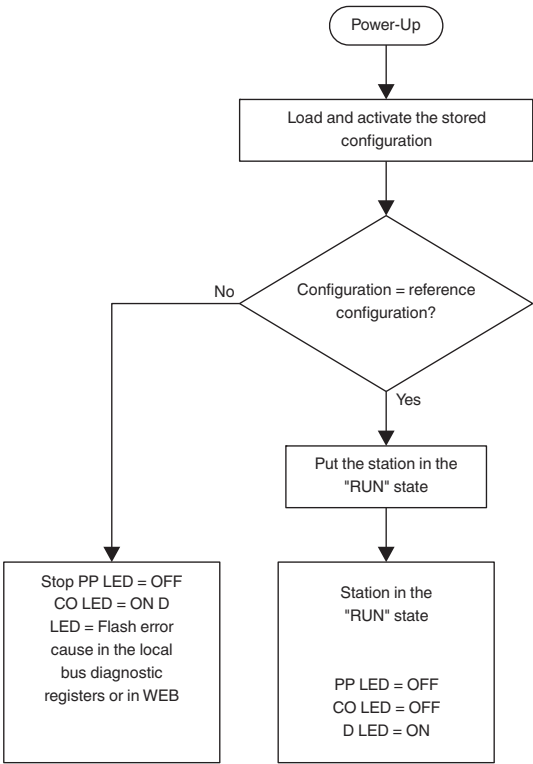 Power-Up
Load and activate the stored
configuration
Configuration = reference
configuration?
No
Yes
Put the station in the
"RUN" state
Stop PP LED = OFF
CO LED = ON D
LED = Flash error
cause in the local
bus diagnostic
registers or in WEB
Station in the
"RUN" state
PP LED = OFF
CO LED = OFF
D LED = ON